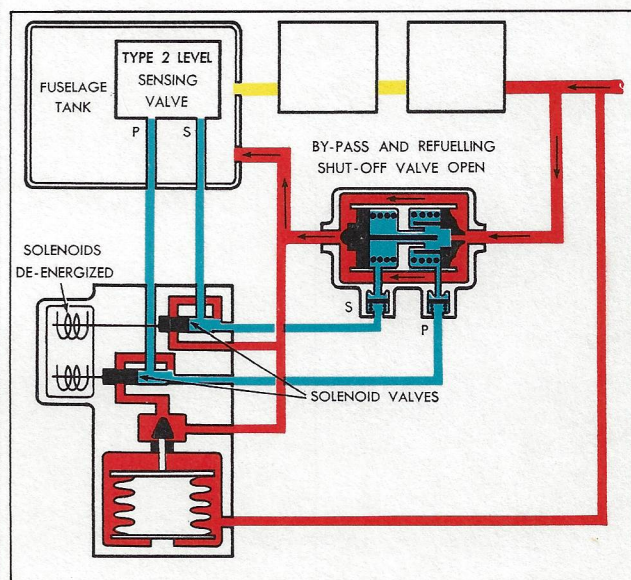 TYPE 2 LEVEL
SENSING
VALVE
FUSELAGE
TANK
P S
BY-PASS AND REFUELLING
SHUT-OFF VALVE OPEN
SOLENOIDS
DE-ENERGIZED
S
P
SOLENOID VALVES